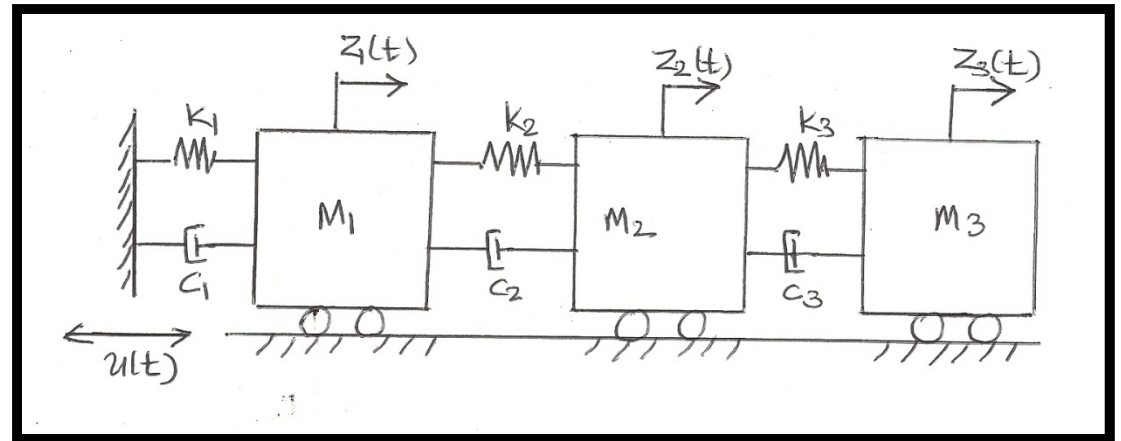 Z1(t) Z2(t) Z3(t)
K1 K2 K3
M1 M2 M3
C1 C2 C3
u(t)